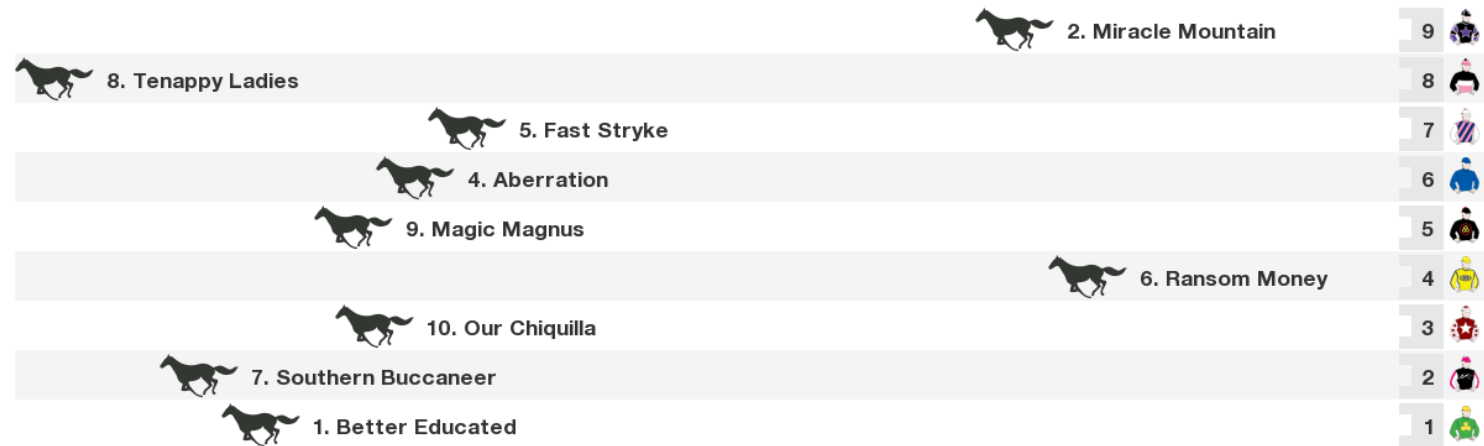 2. Miracle Mountain 9
8. Tenappy Ladies 8
5. Fast Stryke 7
4. Aberration 6
9. Magic Magnus 5
6. Ransom Money 4
10. Our Chiquilla 3
7. Southern Buccaneer 2
1. Better Educated 1